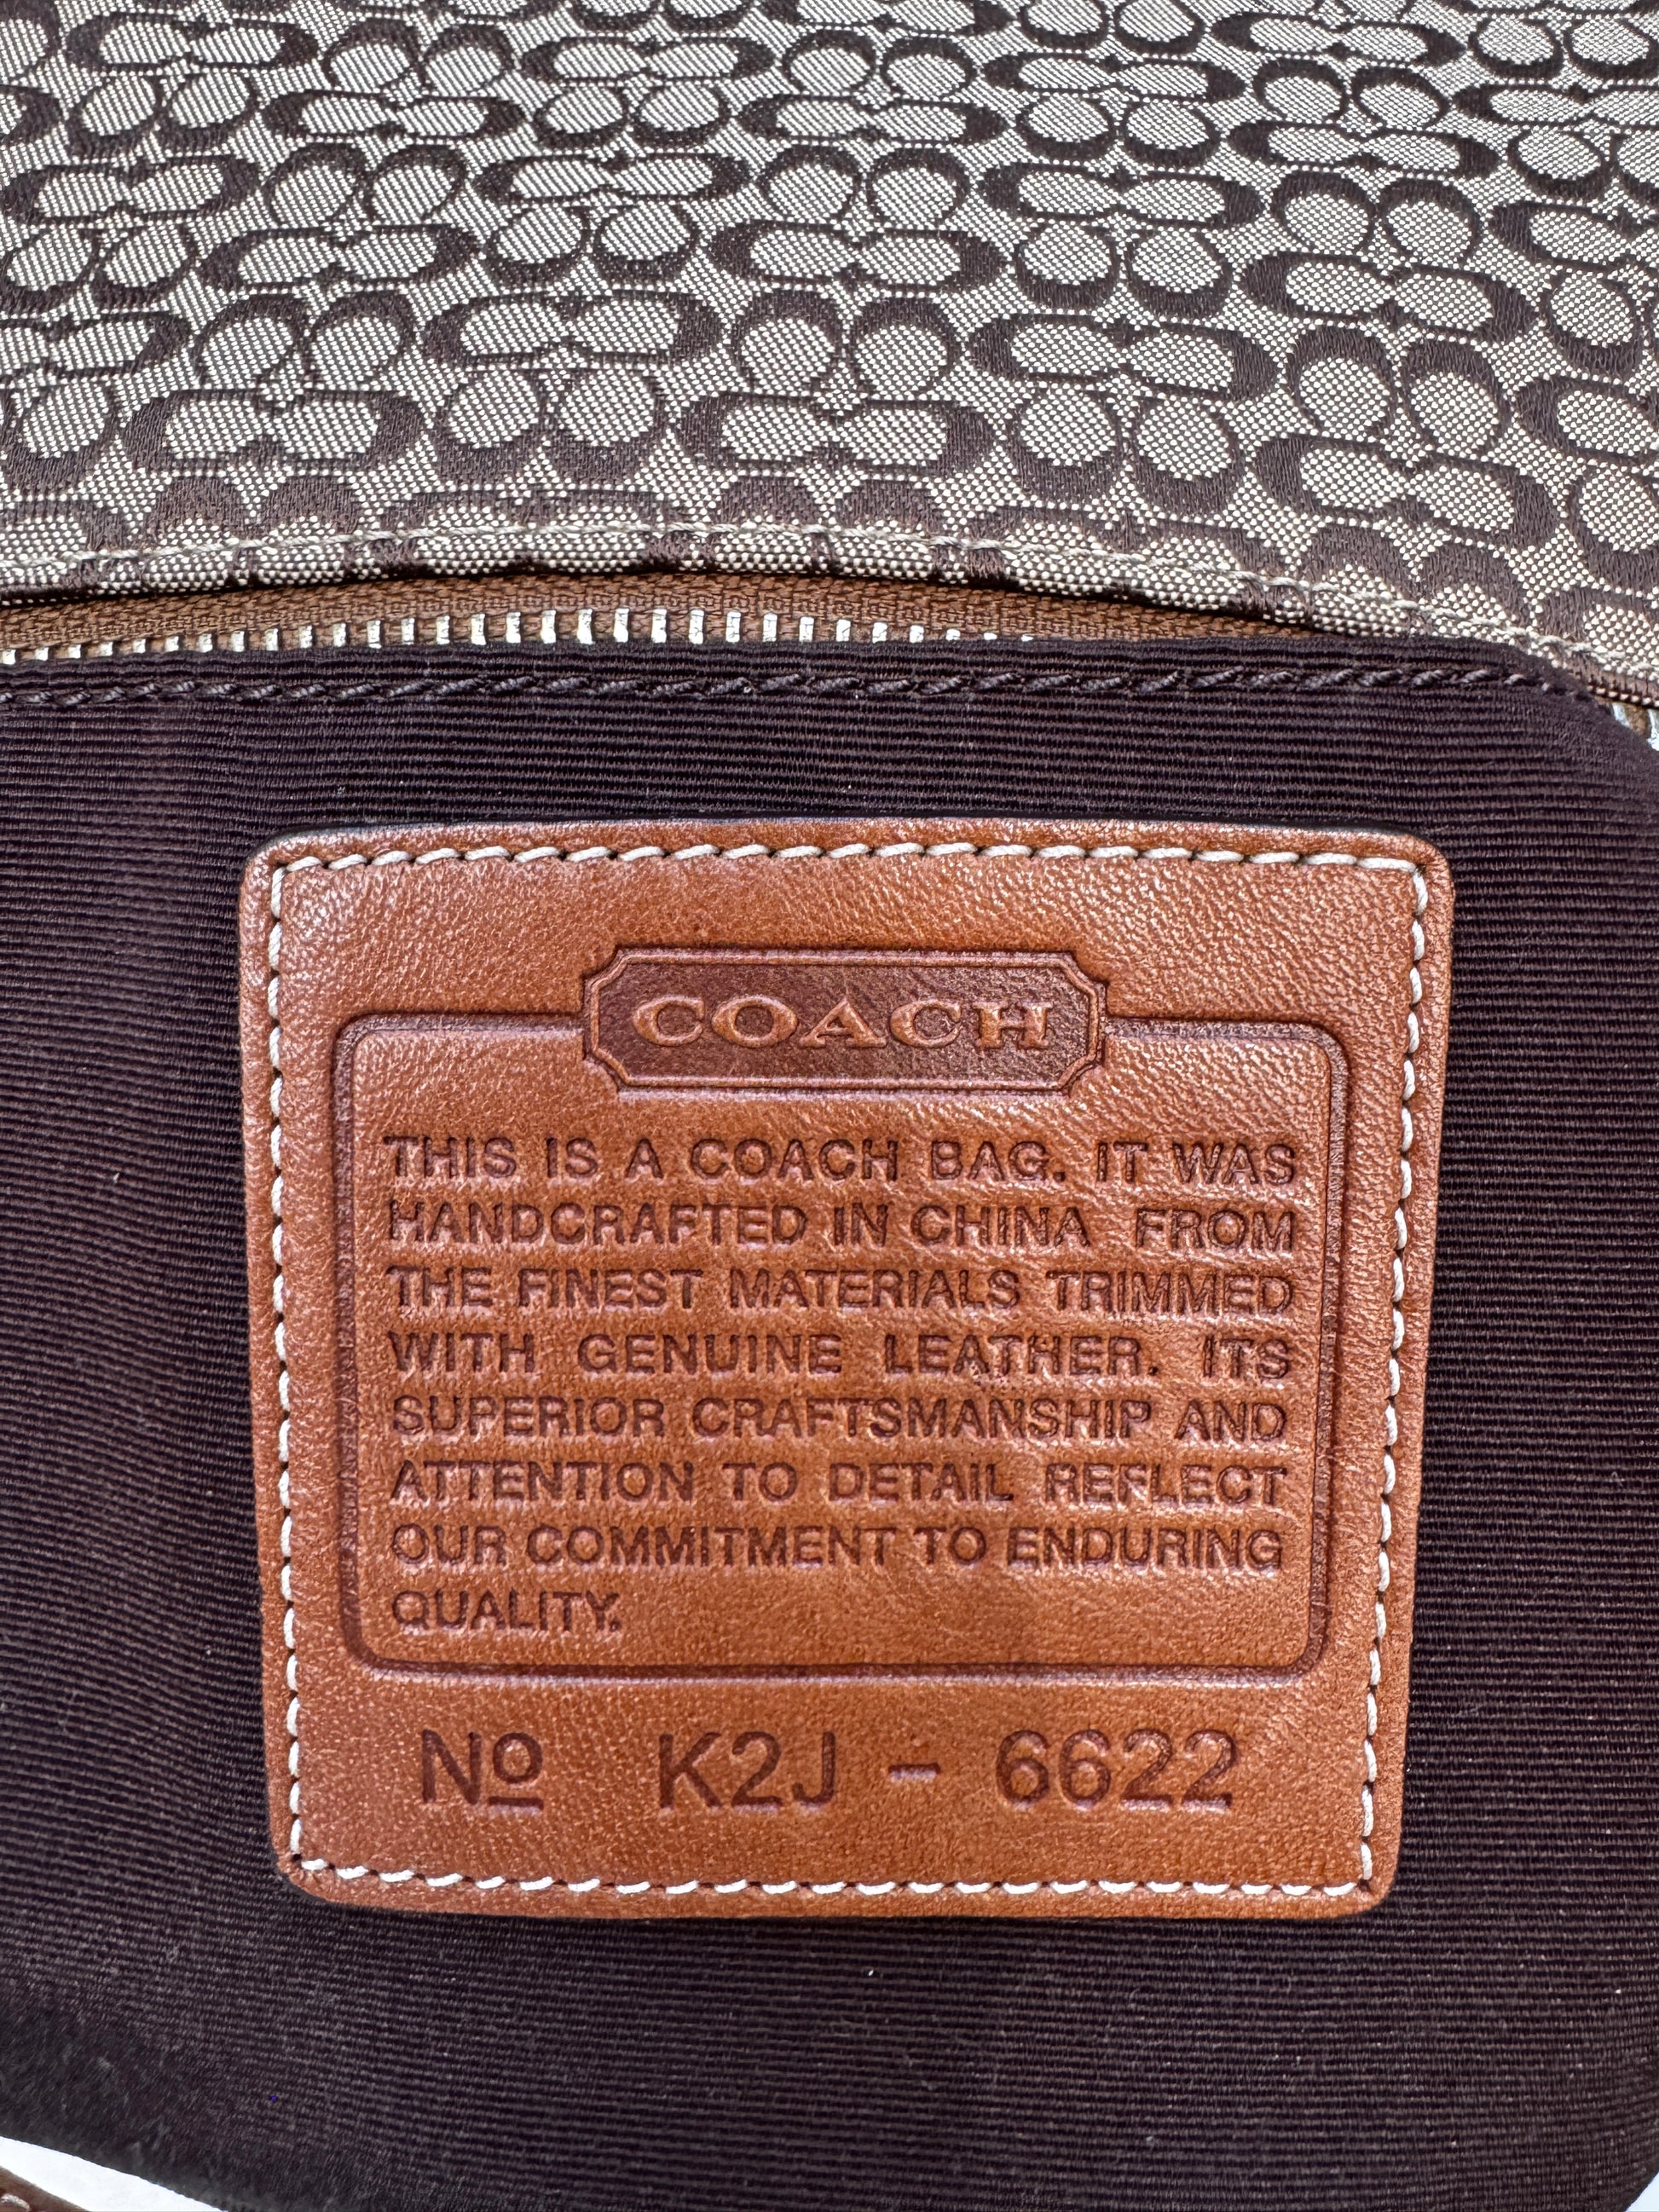 COACH
THIS IS A COACH BAG. IT WAS
HANDCRAFTED IN CHINA FROM
THE FINEST MATERIALS TRIMMED
WITH GENUINE LEATHER. ITS
SUPERIOR CRAFTSMANSHIP AND
ATTENTION TO DETAIL REFLECT
OUR COMMITMENT TO ENDURING
QUALITY.
Nº K2J - 6622